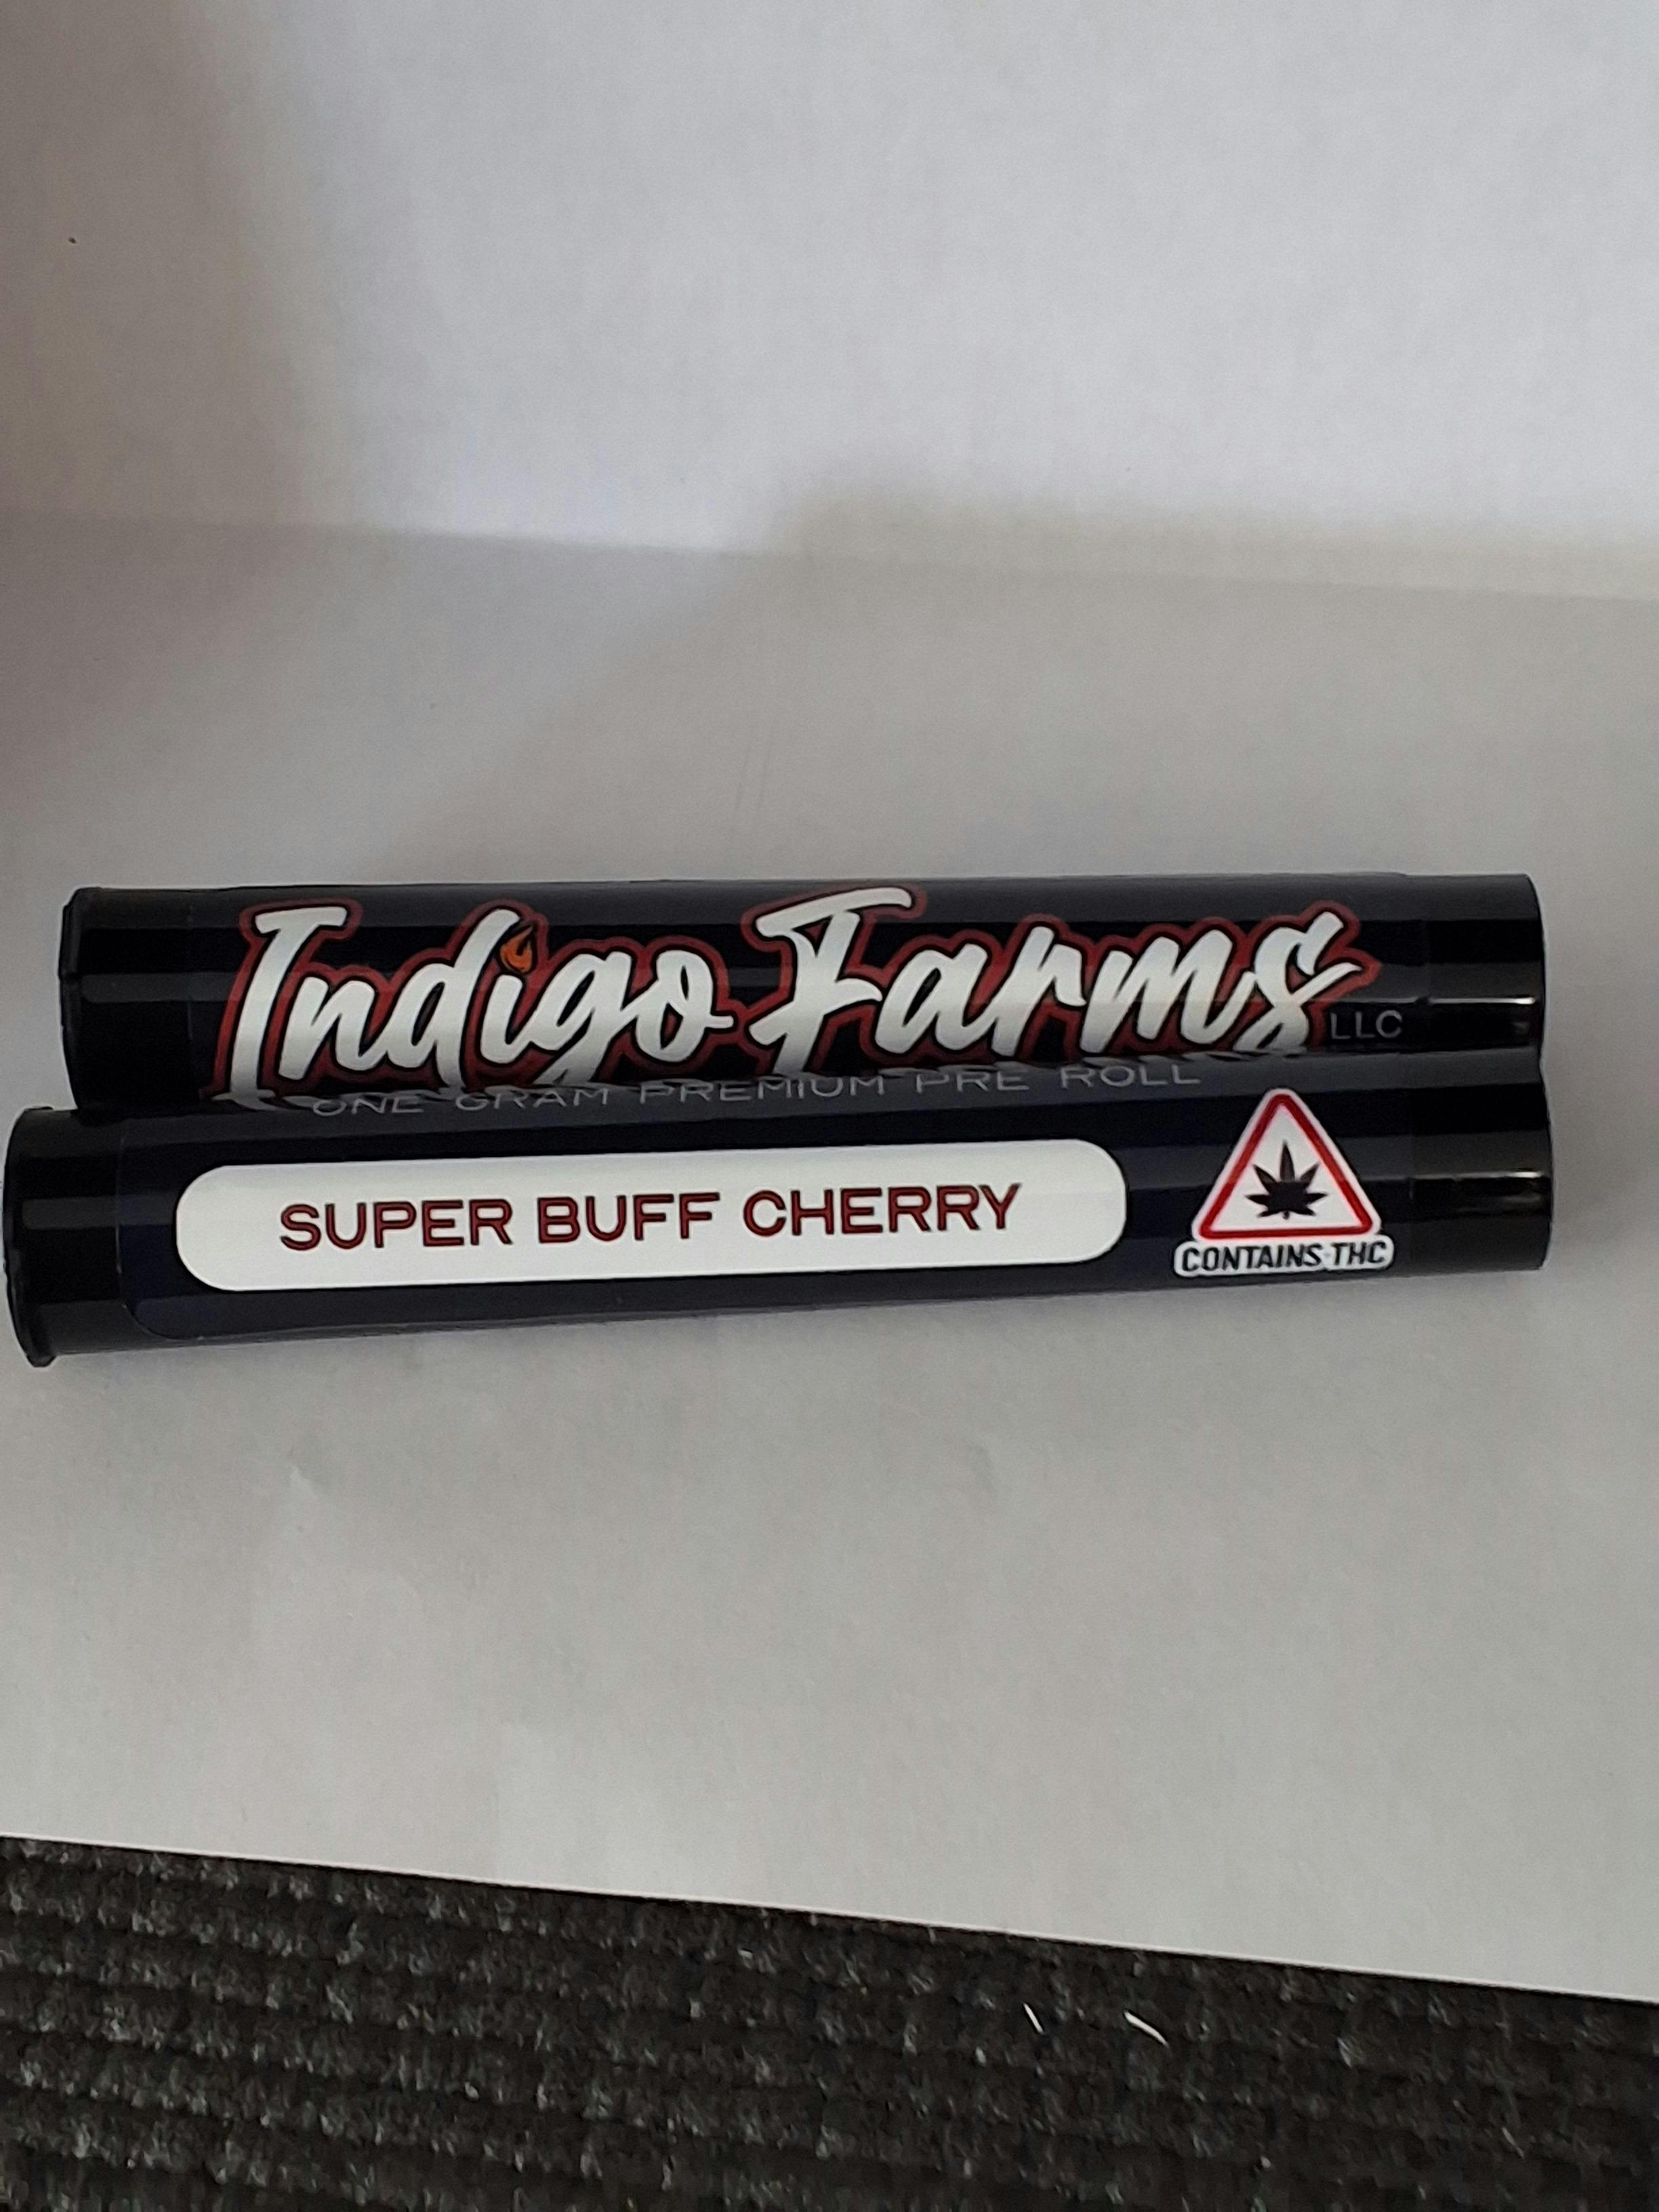 Indigo Farms
LLC
ONE GRAM PREMIUM PRE ROLL
SUPER BUFF CHERRY
CONTAINS THC